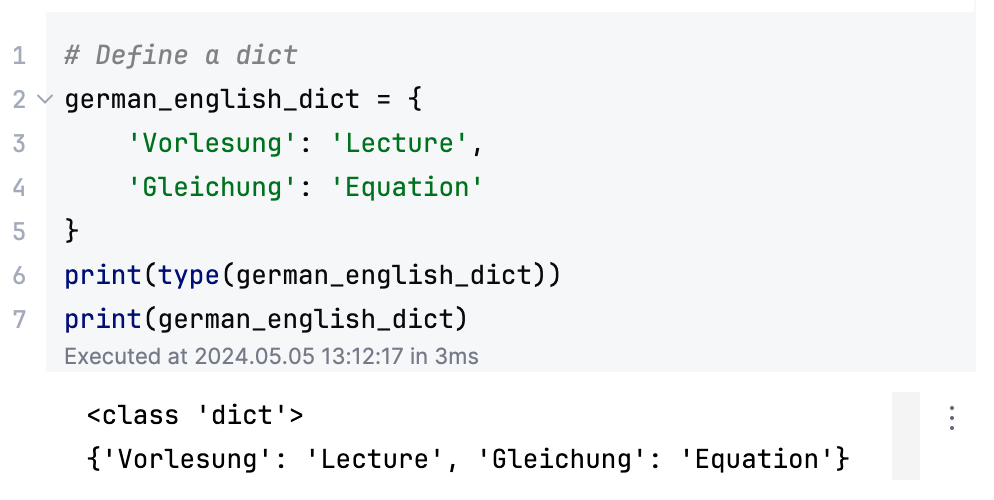 1 # Define a dict
2 german_english_dict = {
3     'Vorlesung': 'Lecture',
4     'Gleichung': 'Equation'
5 }
6 print(type(german_english_dict))
7 print(german_english_dict)
Executed at 2024.05.05 13:12:17 in 3ms
<class 'dict'>
{'Vorlesung': 'Lecture', 'Gleichung': 'Equation'}